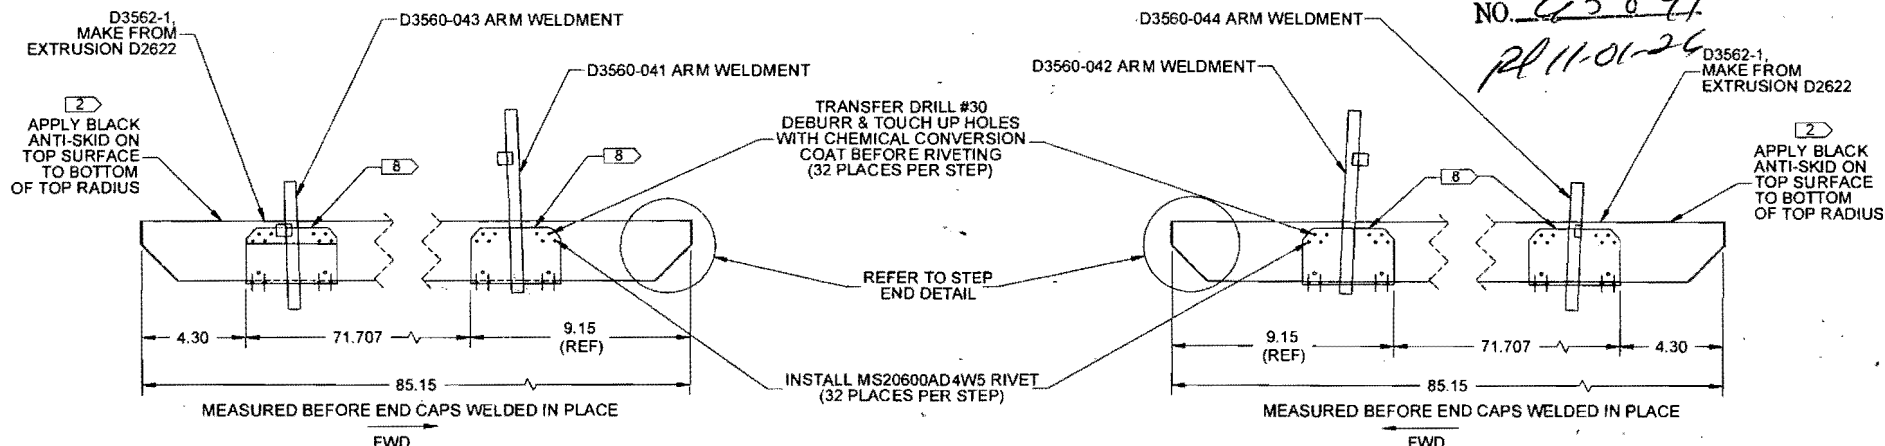 D3562-1,
MAKE FROM
EXTRUSION D2622
D3560-043 ARM WELDMENT
D3560-041 ARM WELDMENT
2
APPLY BLACK
ANTI-SKID ON
TOP SURFACE
TO BOTTOM
OF TOP RADIUS
8
8
TRANSFER DRILL #30
DEBURR & TOUCH UP HOLES
WITH CHEMICAL CONVERSION
COAT BEFORE RIVETING
(32 PLACES PER STEP)
REFER TO STEP
END DETAIL
INSTALL MS20600AD4W5 RIVET
(32 PLACES PER STEP)
4.30
71.707
9.15
(REF)
85.15
MEASURED BEFORE END CAPS WELDED IN PLACE
FWD
D3560-044 ARM WELDMENT
D3560-042 ARM WELDMENT
NO.
11-01-26
D3562-1,
MAKE FROM
EXTRUSION D2622
2
APPLY BLACK
ANTI-SKID ON
TOP SURFACE
TO BOTTOM
OF TOP RADIUS
8
9.15
(REF)
71.707
4.30
85.15
MEASURED BEFORE END CAPS WELDED IN PLACE
FWD